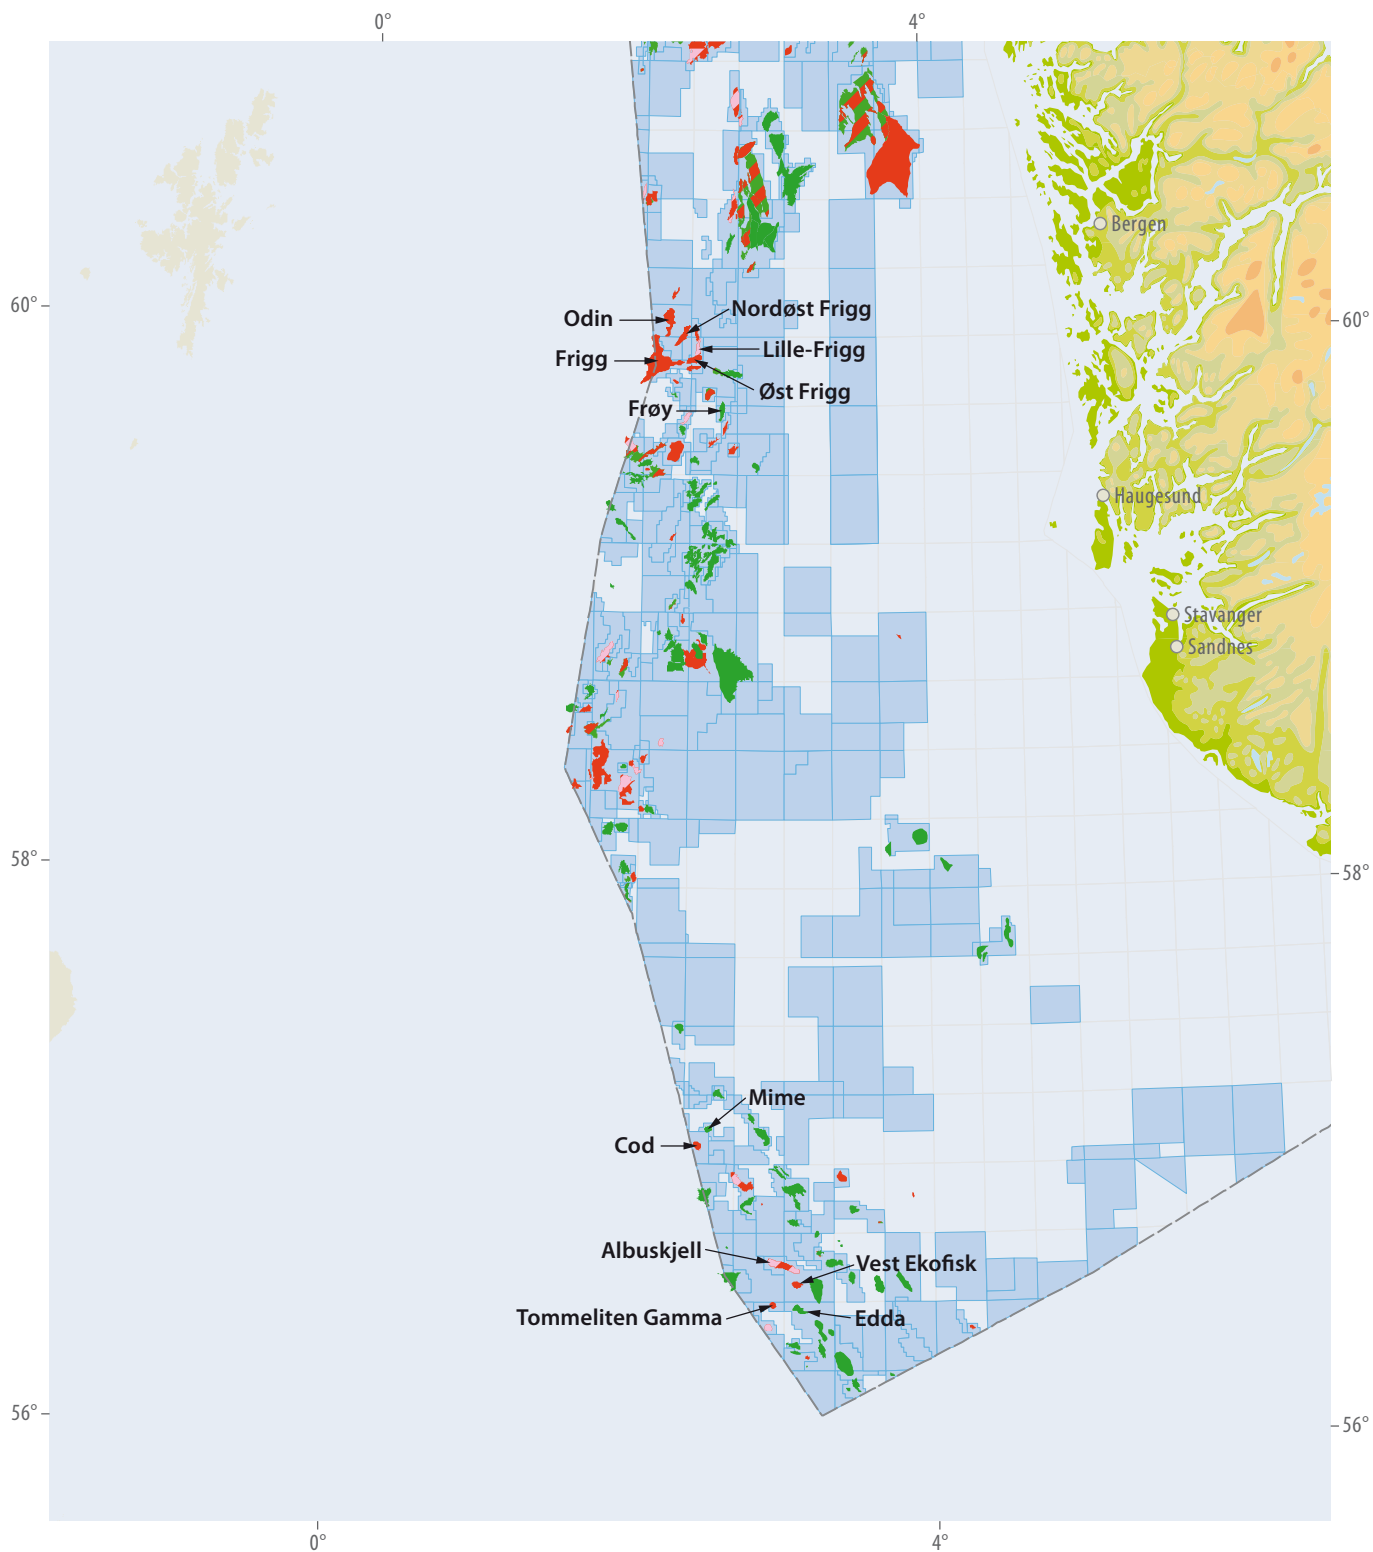 0°
4°
Bergen
60°
60°
Odin
Nordøst Frigg
Frigg
Lille-Frigg
Øst Frigg
Frøy
Haugesund
Stavanger
Sandnes
58°
58°
Mime
Cod
Albuskjell
Vest Ekofisk
Tommeliten Gamma
Edda
56°
56°
0°
4°